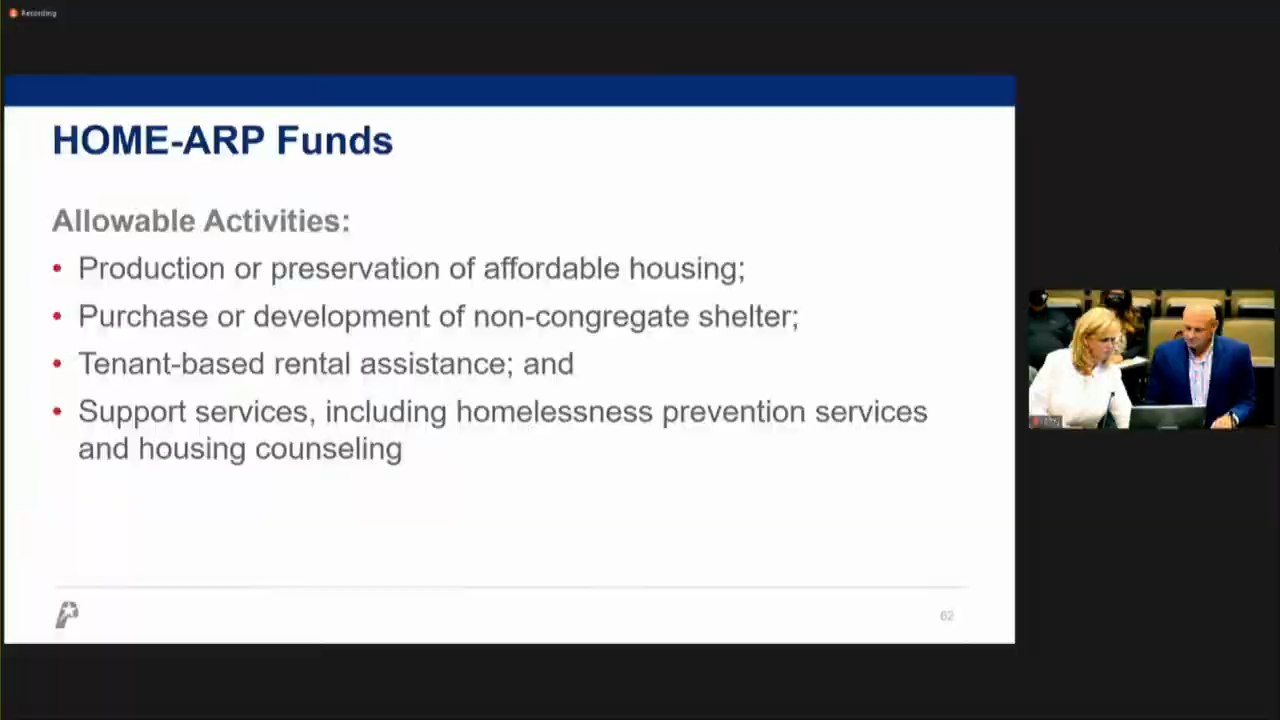 Recording
HOME-ARP Funds
Allowable Activities:
• Production or preservation of affordable housing;
• Purchase or development of non-congregate shelter;
• Tenant-based rental assistance; and
• Support services, including homelessness prevention services
and housing counseling
62